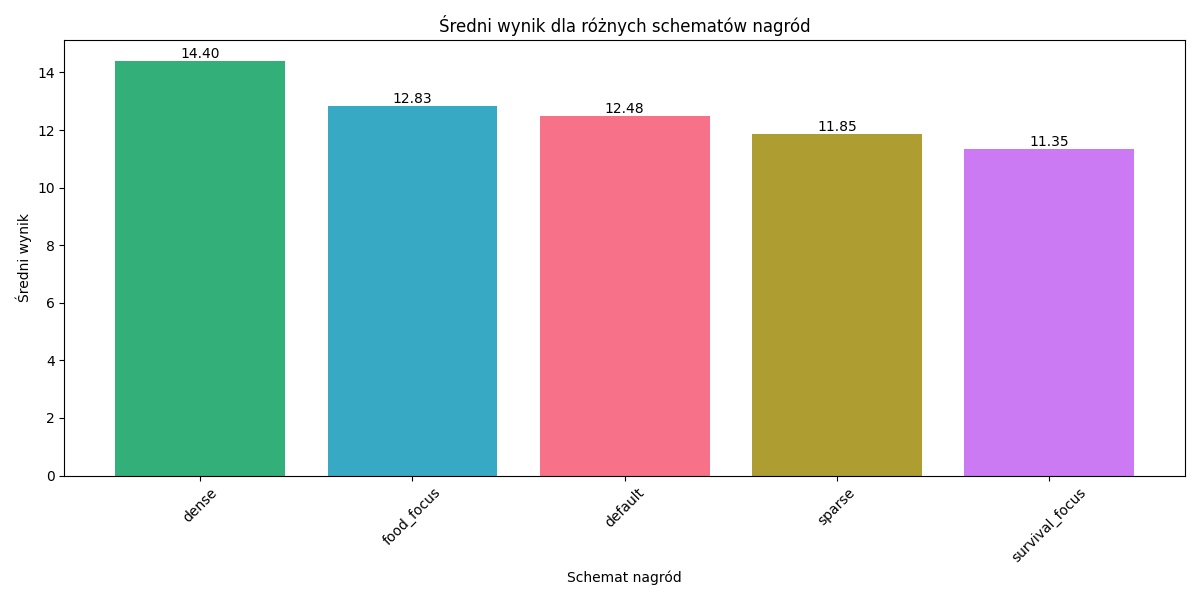 Średni wynik dla różnych schematów nagród
14.40
12.83
12.48
11.85
11.35
14
12
10
8
6
4
2
0
Średni wynik
dense
food_focus
default
sparse
survival_focus
Schemat nagród